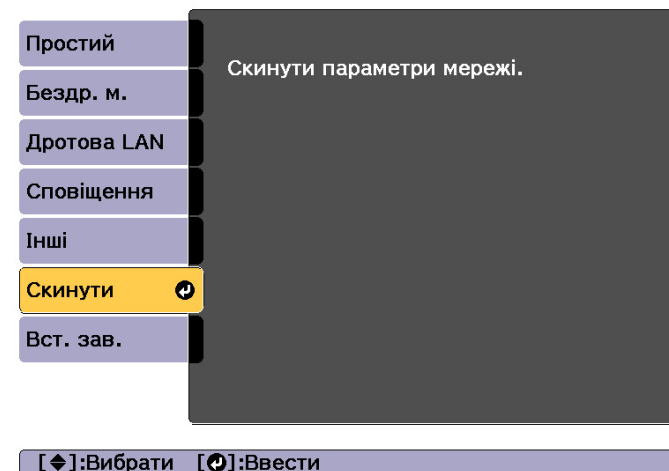 Простий
Скинути параметри мережі.
Бездр. м.
Дротова LAN
Сповіщення
Інші
Скинути
Вст. зав.
[]:Вибрати []:Ввести